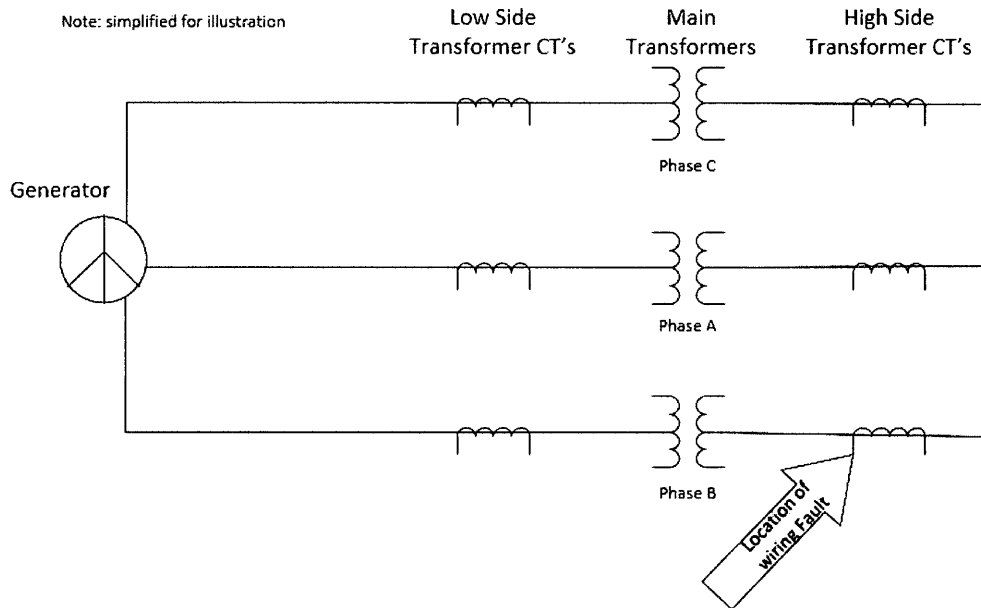 Note: simplified for illustration
Low Side
Transformer CT's
Main
Transformers
High Side
Transformer CT's
Phase C
Generator
Phase A
Phase B
Location of
wiring Fault